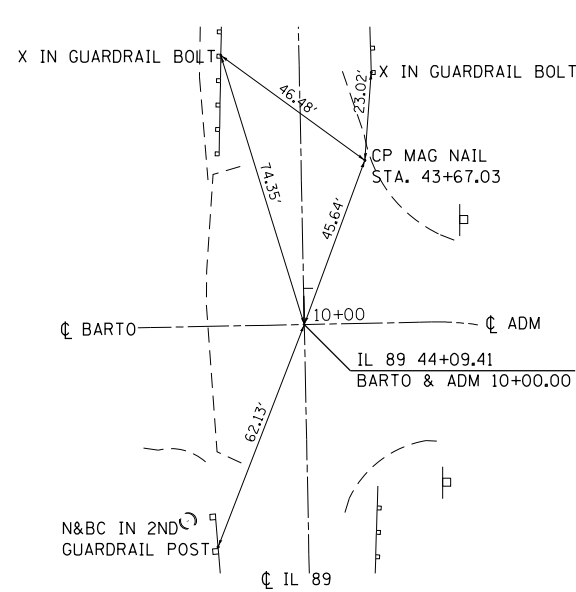 X IN GUARDRAIL BOLT
X IN GUARDRAIL BOLT
46.48'
23.02'
CP MAG NAIL
STA. 43+67.03
74.35'
45.64'
10+00
℄ BARTO
℄ ADM
IL 89 44+09.41
BARTO & ADM 10+00.00
62.13'
N&BC IN 2ND
GUARDRAIL POST
℄ IL 89